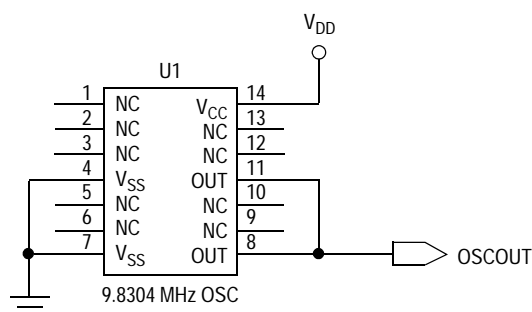 VDD
U1
1 NC VCC 14
2 NC NC 13
3 NC NC 12
4 VSS OUT 11
5 NC NC 10
6 NC NC 9
7 VSS OUT 8
OSCOUT
9.8304 MHz OSC